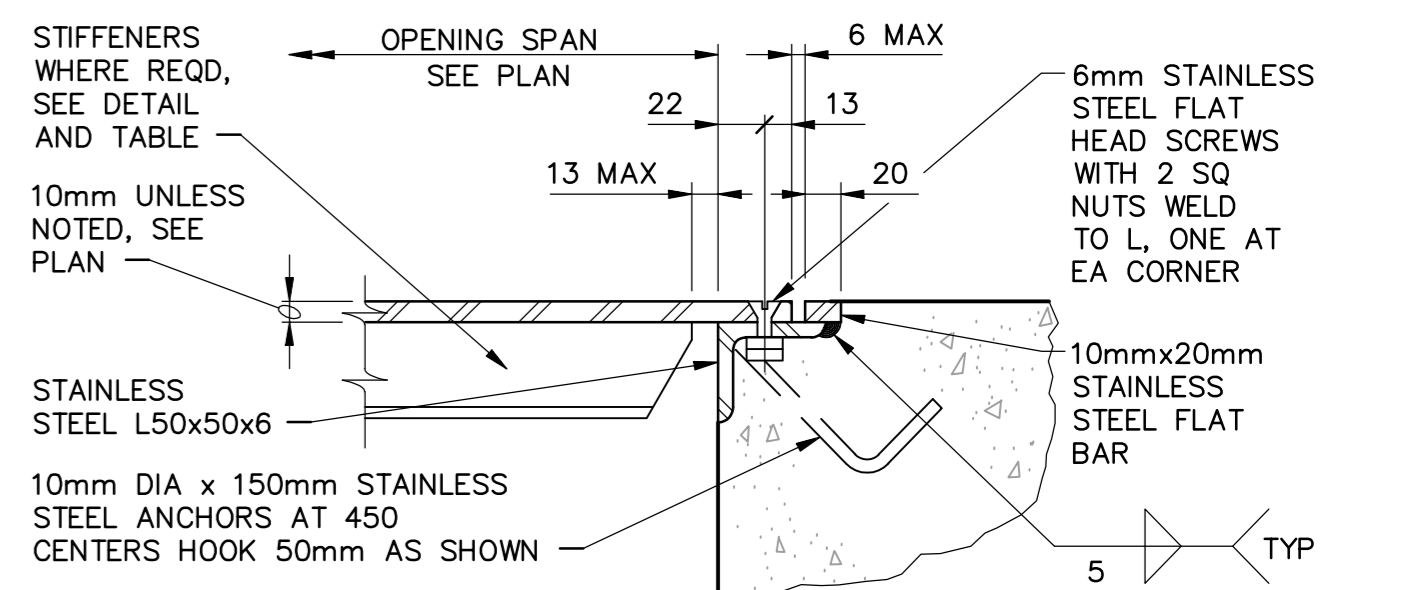 STIFFENERS
WHERE REQD,
SEE DETAIL
AND TABLE
OPENING SPAN
SEE PLAN
6 MAX
22
13
13 MAX
20
6mm STAINLESS
STEEL FLAT
HEAD SCREWS
WITH 2 SQ
NUTS WELD
TO L, ONE AT
EA CORNER
10mm UNLESS
NOTED, SEE
PLAN
STAINLESS
STEEL L50x50x6
10mmx20mm
STAINLESS
STEEL FLAT
BAR
10mm DIA x 150mm STAINLESS
STEEL ANCHORS AT 450
CENTERS HOOK 50mm AS SHOWN
5
TYP